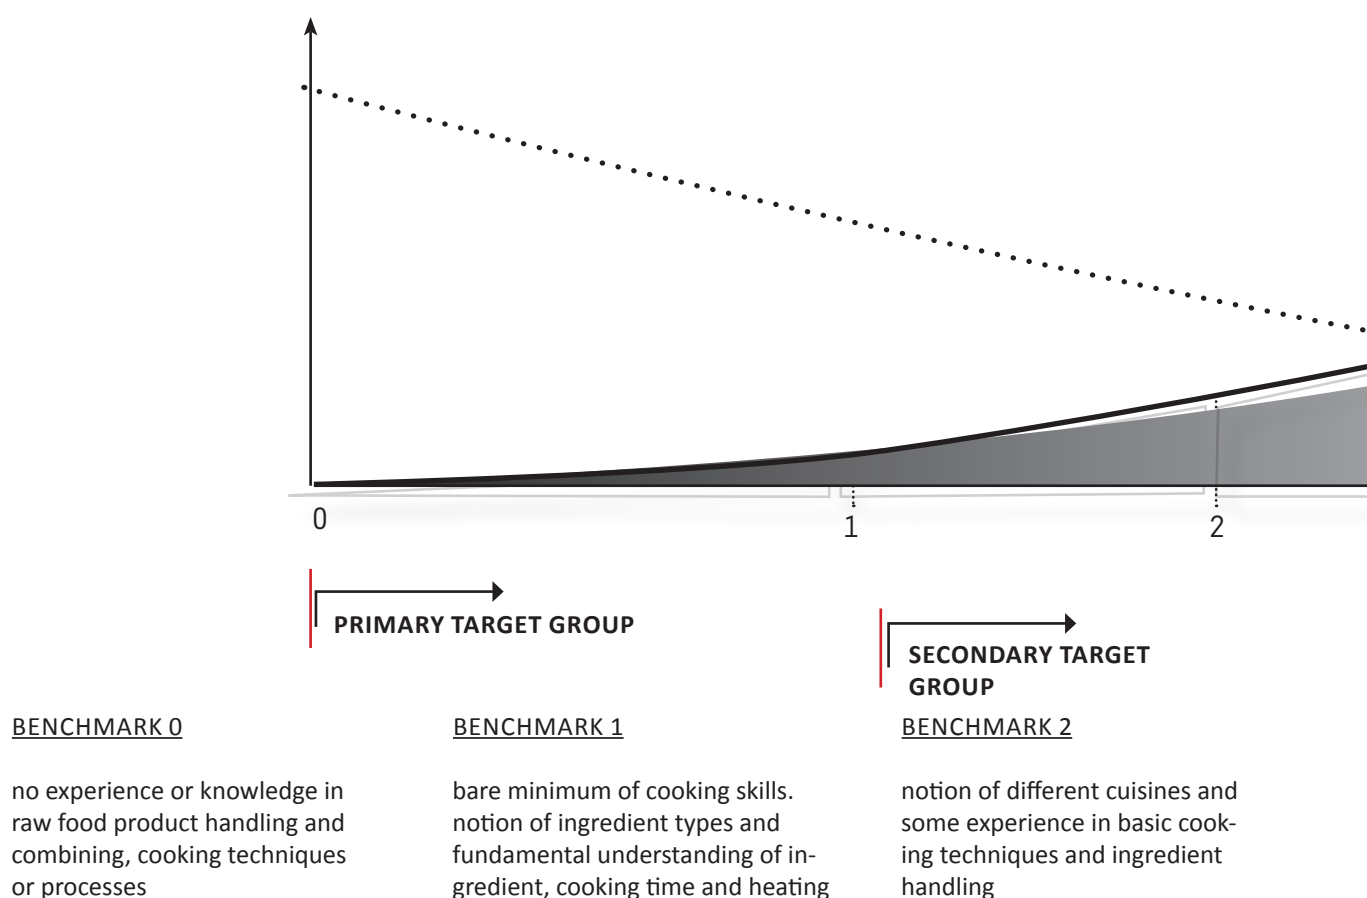 0
1
2
PRIMARY TARGET GROUP
SECONDARY TARGET
GROUP
BENCHMARK 0
no experience or knowledge in
raw food product handling and
combining, cooking techniques
or processes
BENCHMARK 1
bare minimum of cooking skills.
notion of ingredient types and
fundamental understanding of in-
gredient, cooking time and heating
BENCHMARK 2
notion of different cuisines and
some experience in basic cook-
ing techniques and ingredient
handling